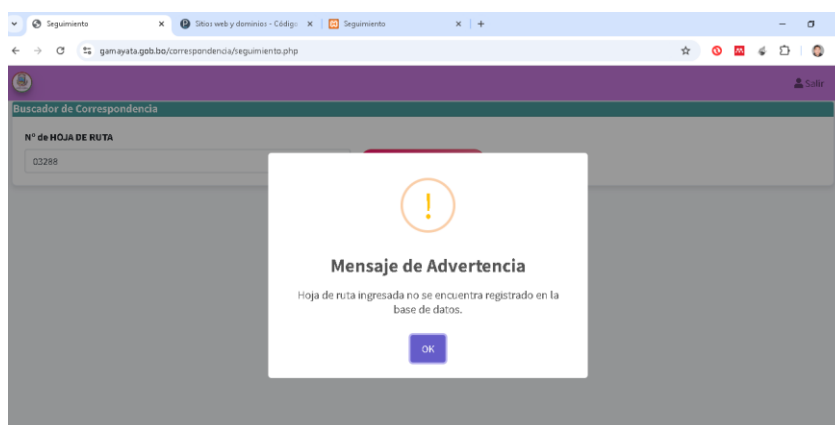 Seguimiento
Sitios web y dominios - Código
Seguimiento
gamayata.gob.bo/correspondencia/seguimiento.php
Salir
Buscador de Correspondencia
Nº de HOJA DE RUTA
03288
!
Mensaje de Advertencia
Hoja de ruta ingresada no se encuentra registrado en la
base de datos.
OK